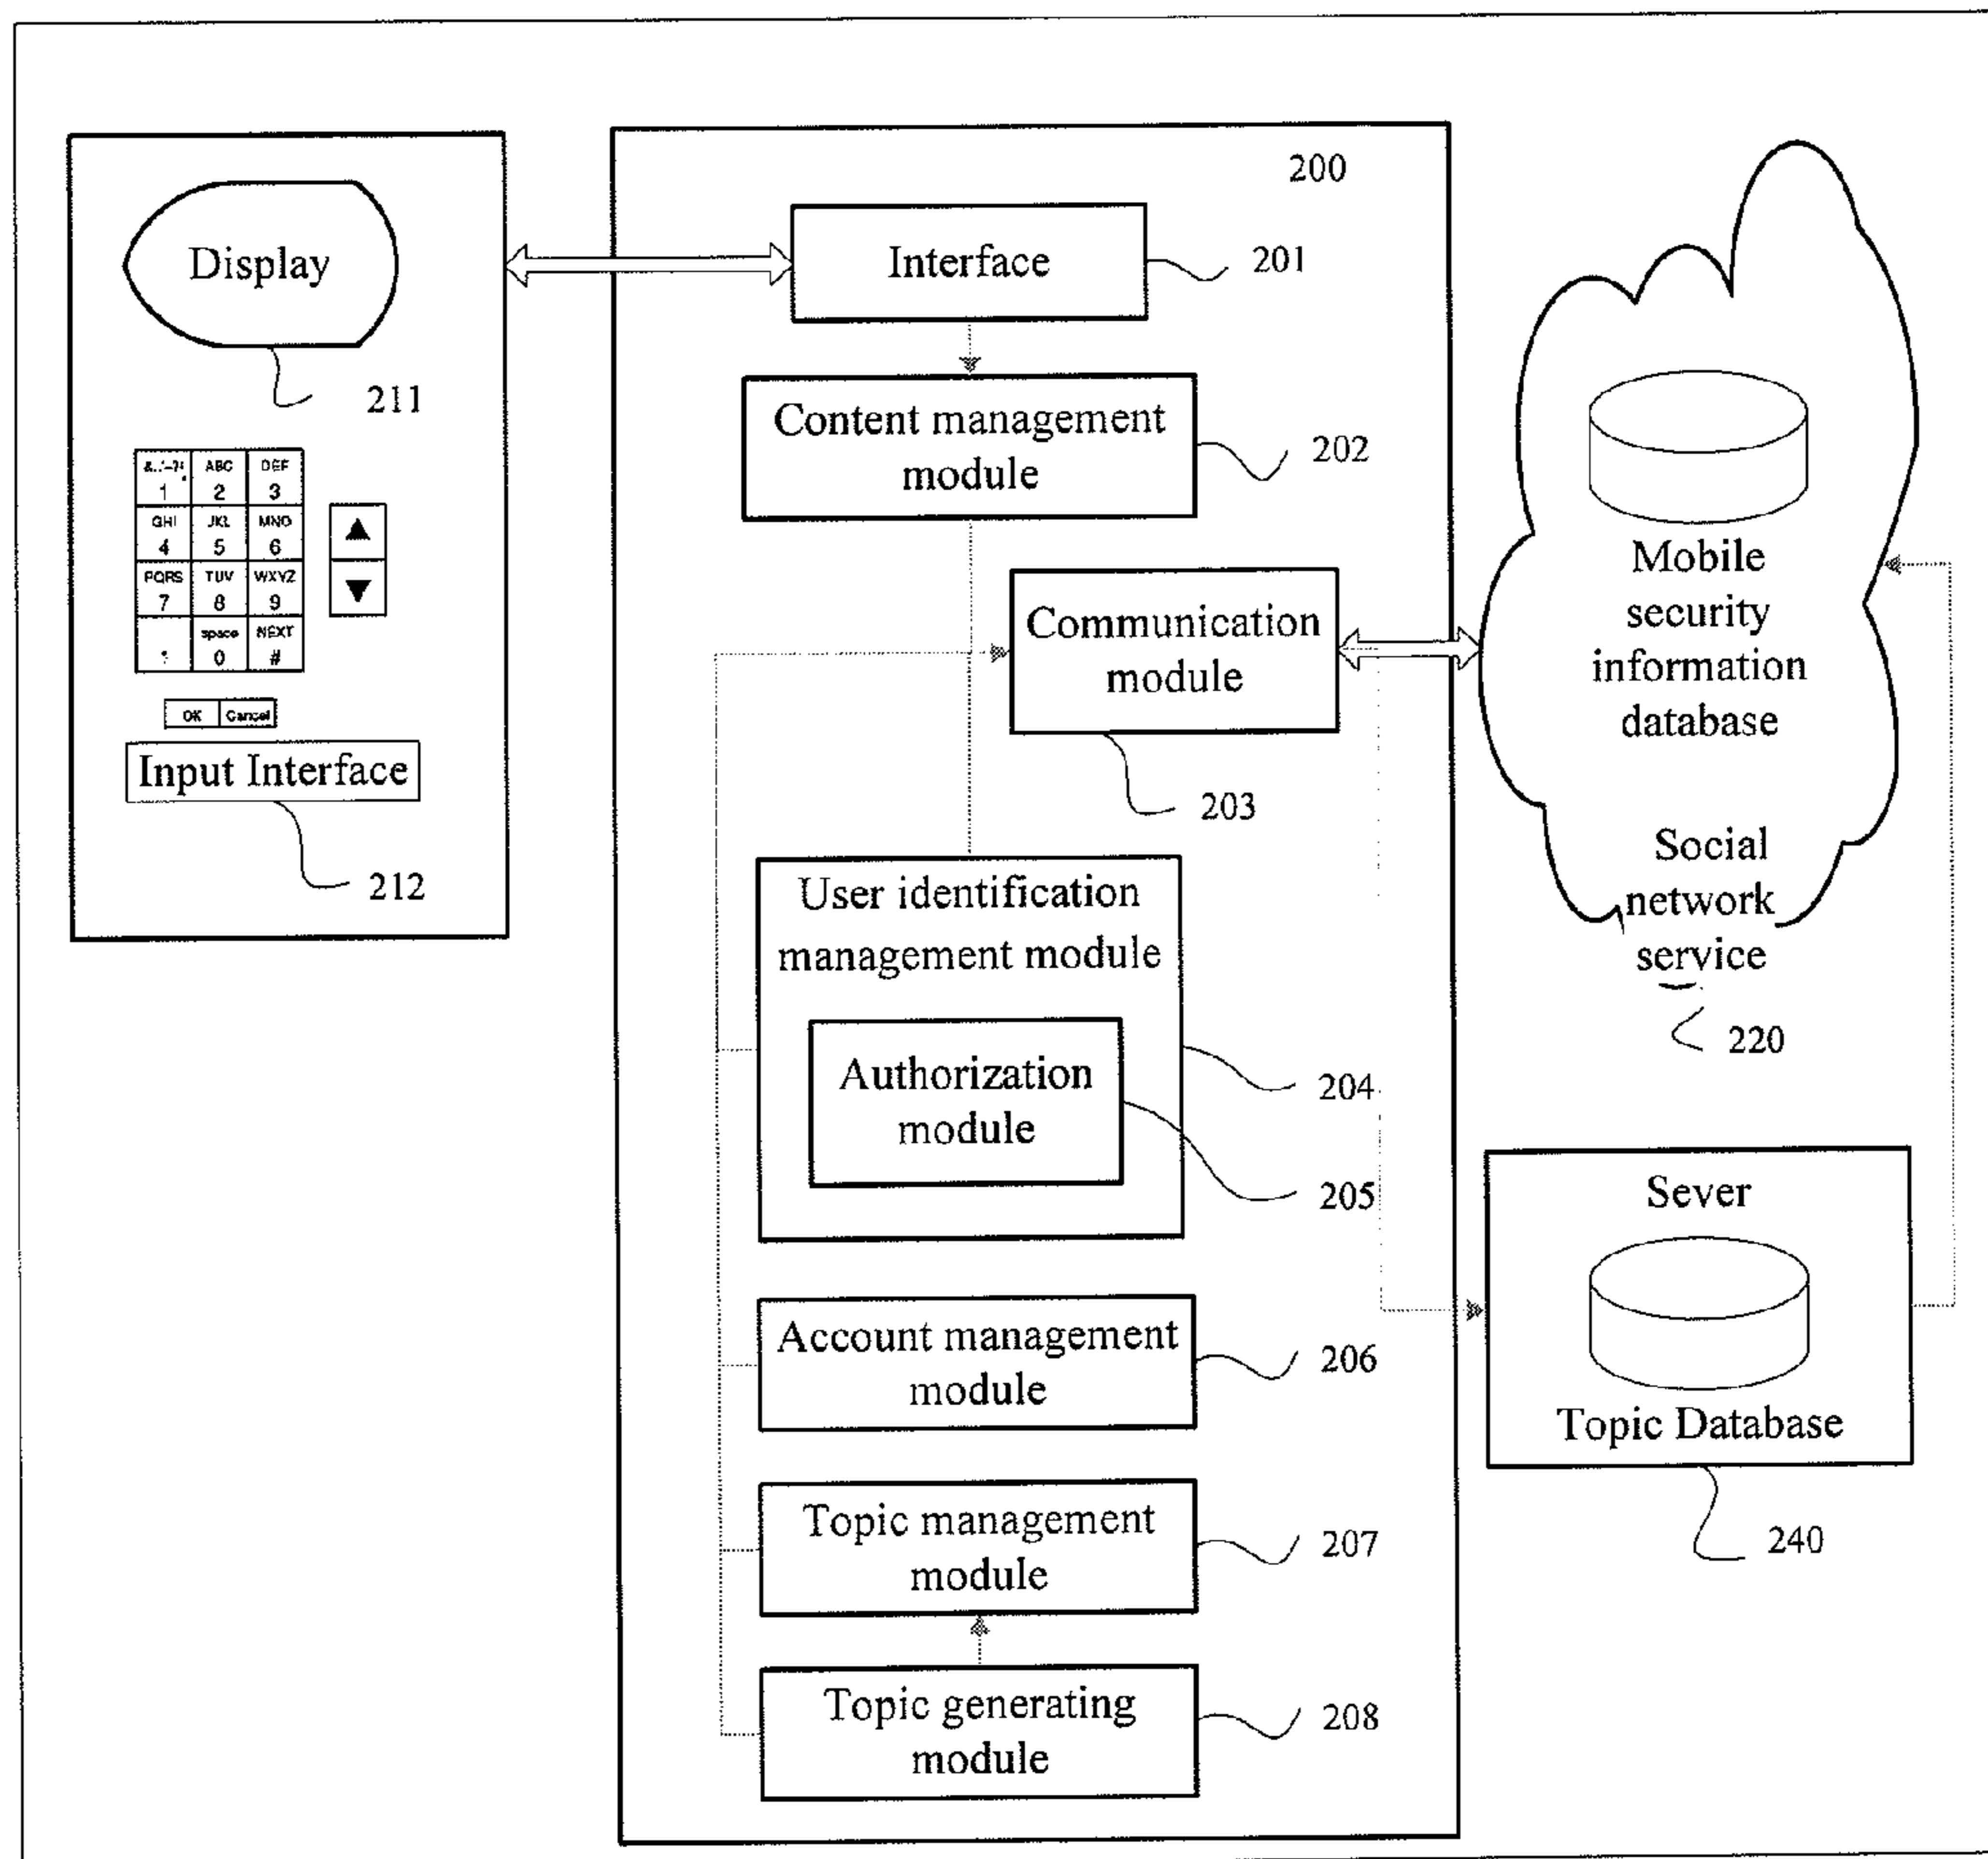 200
Display
Interface
201
211
Content management
module
202
ABC
DEF
1
2
3
GHI
JKL
MNO
4
5
6
PQRS
TUV
WXYZ
7
8
9
space
NEXT
0
#
OK
Cancel
Input Interface
212
Communication
module
203
Mobile
security
information
database
Social
network
service
220
User identification
management module
204
Authorization
module
205
Sever
Topic Database
240
Account management
module
206
Topic management
module
207
Topic generating
module
208